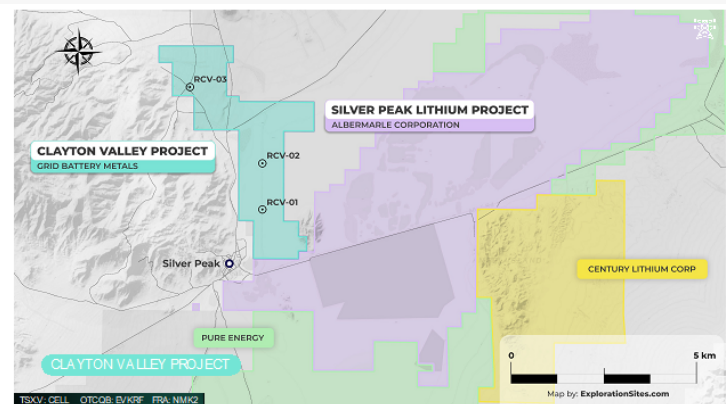 RCV-03
SILVER PEAK LITHIUM PROJECT
ALBERMARLE CORPORATION
CLAYTON VALLEY PROJECT
GRID BATTERY METALS
RCV-02
RCV-01
Silver Peak
CENTURY LITHIUM CORP
PURE ENERGY
CLAYTON VALLEY PROJECT
0 5 km
Map by: ExplorationSites.com
TSX.V: CELL OTCQB: EVKRF FRA: NMK2